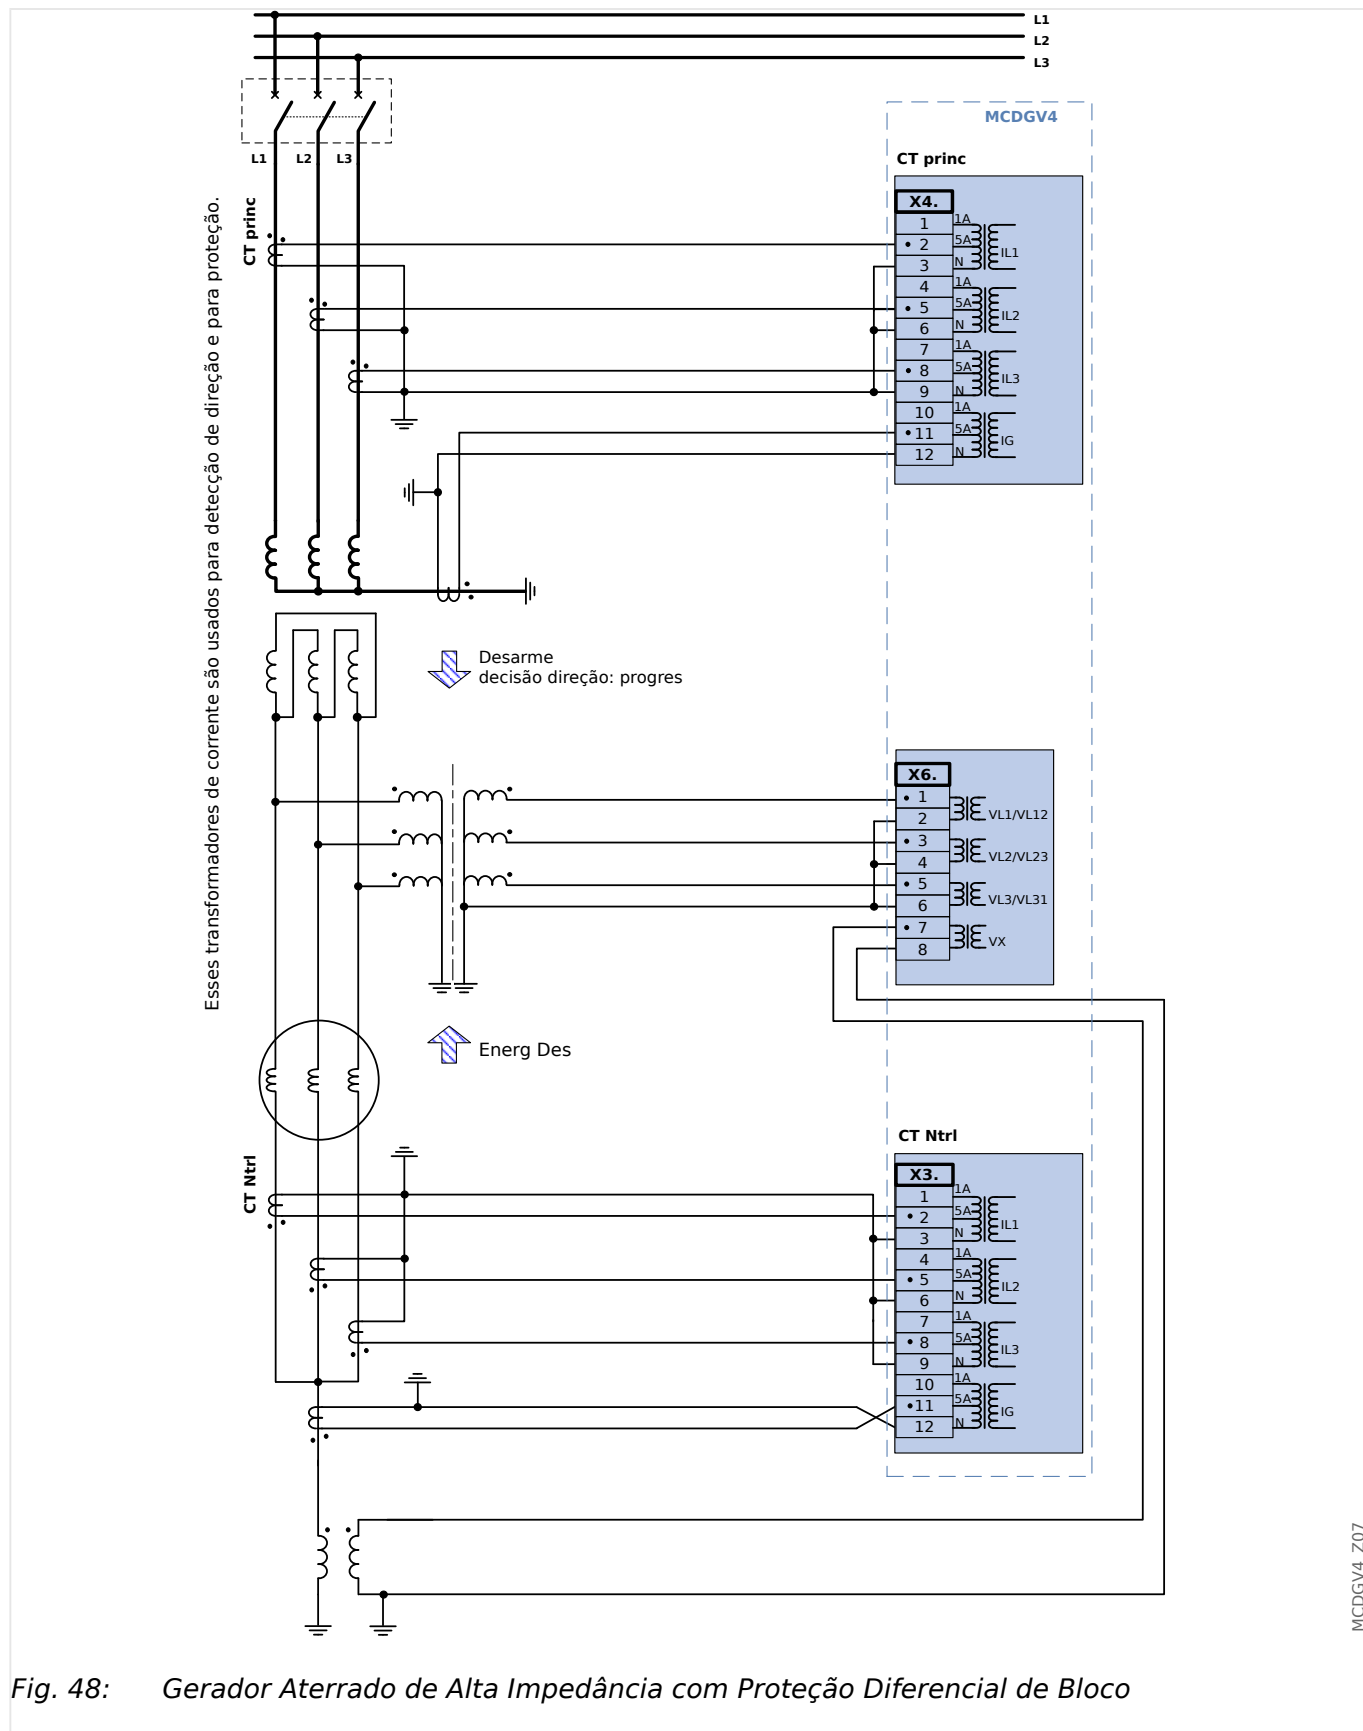 L1
L2
L3
MCDGV4
CT princ
L1 L2 L3
X4.
1 1A
2 5A IL1
3 N
4 1A
5 5A IL2
6 N
7 1A
8 5A IL3
9 N
10 1A
11 5A IG
12 N
CT princ
Esses transformadores de corrente são usados para detecção de direção e para proteção.
Desarme
decisão direção: progres
X6.
1
2 VL1/VL12
3
4 VL2/VL23
5
6 VL3/VL31
7
8 VX
Energ Des
CT Ntrl
CT Ntrl
X3.
1 1A
2 5A IL1
3 N
4 1A
5 5A IL2
6 N
7 1A
8 5A IL3
9 N
10 1A
11 5A IG
12 N
MCDGV4_Z07
Fig. 48: Gerador Aterrado de Alta Impedância com Proteção Diferencial de Bloco